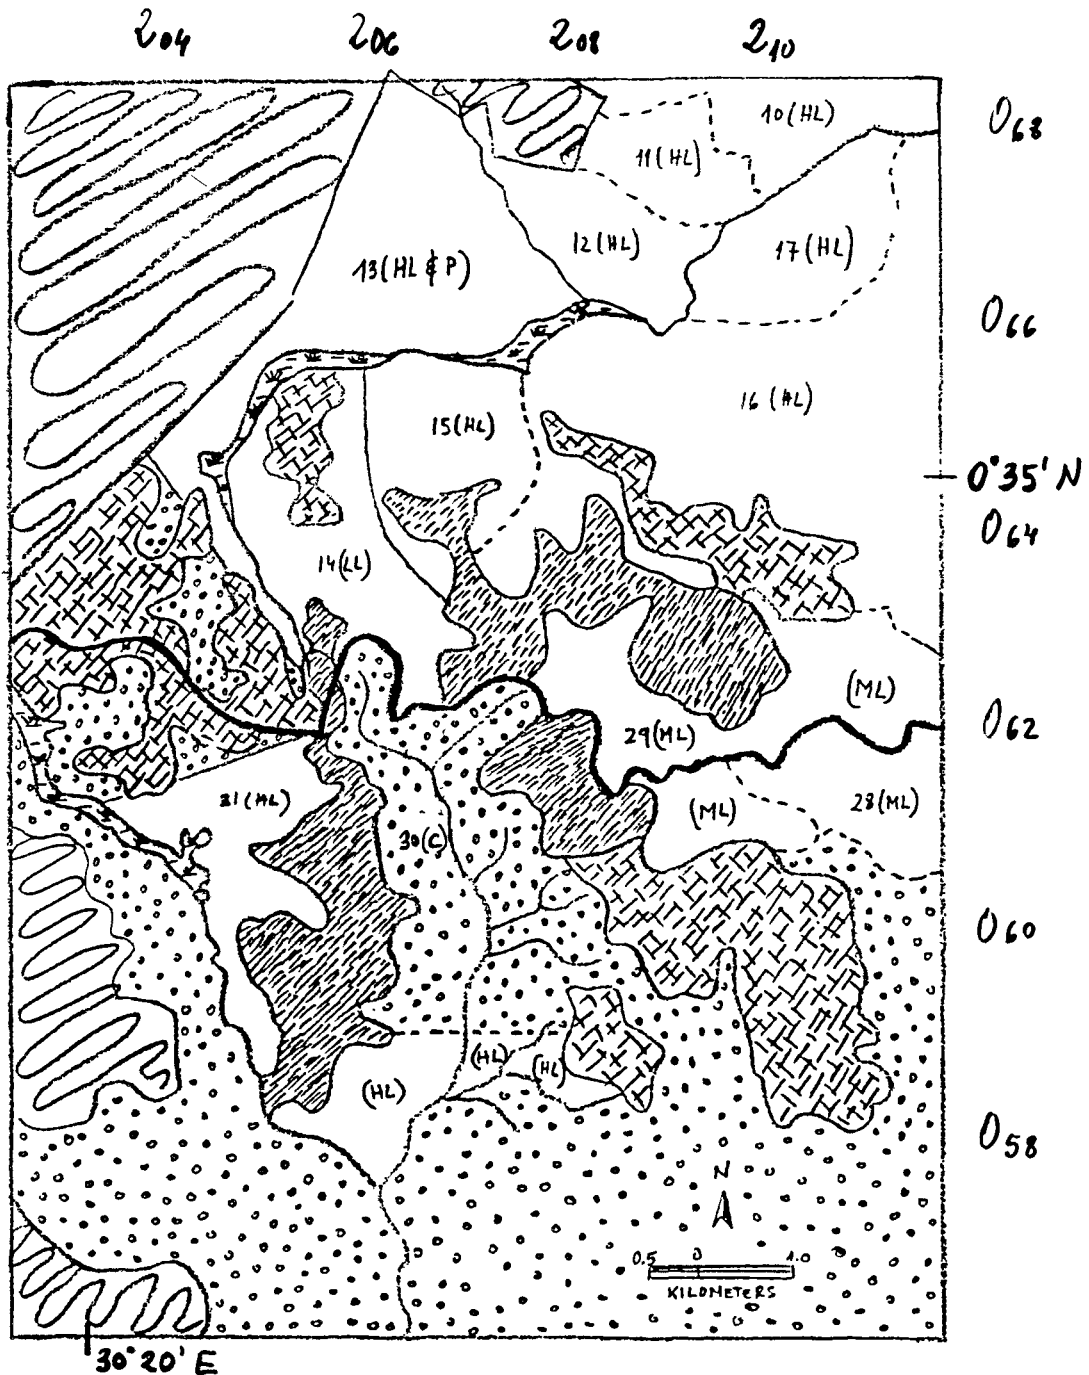 204 206 208 210
10(HL)
068
11(HL)
12(HL)
17(HL)
13(HL & P)
066
16(HL)
15(HL)
0°35'N
064
14(LL)
(ML)
29(ML)
062
31(ML)
(ML)
28(ML)
30(C)
060
(HL)
(HL)
(HL)
058
N
0.5 0 1.0
KILOMETERS
30°20'E